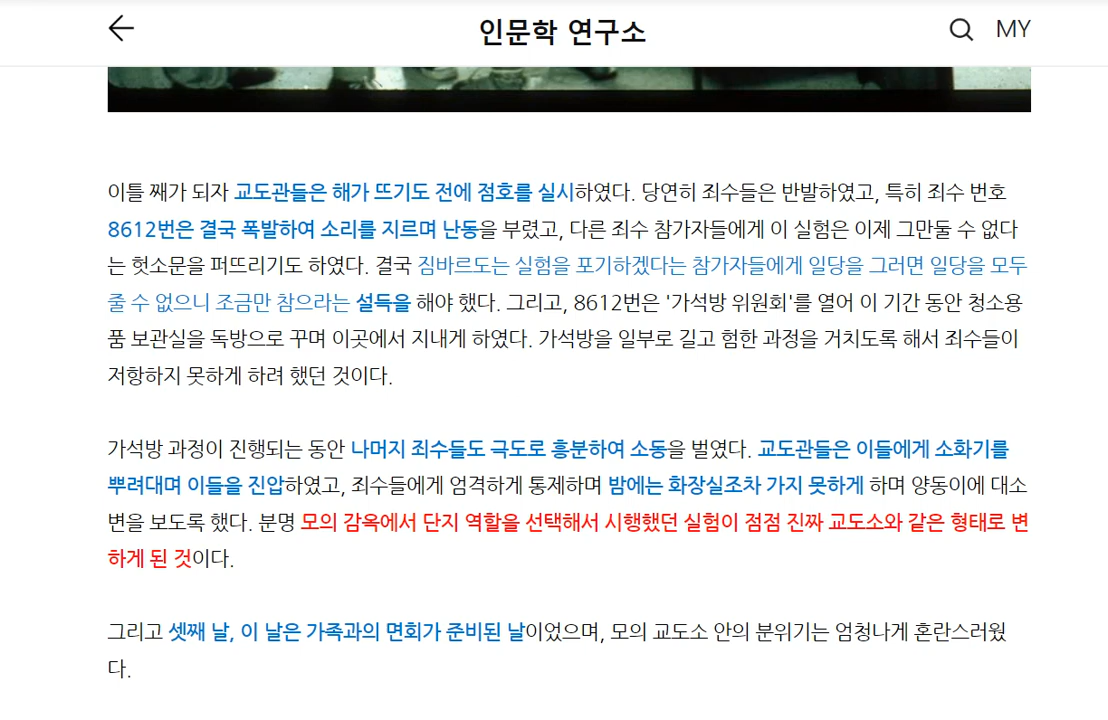 인문학 연구소
MY
이틀 째가 되자 교도관들은 해가 뜨기도 전에 점호를 실시하였다. 당연히 죄수들은 반발하였고, 특히 죄수 번호
8612번은 결국 폭발하여 소리를 지르며 난동을 부렸고, 다른 죄수 참가자들에게 이 실험은 이제 그만둘 수 없다
는 헛소문을 퍼뜨리기도 하였다. 결국 짐바르도는 실험을 포기하겠다는 참가자들에게 일당을 그러면 일당을 모두
줄 수 없으니 조금만 참으라는 설득을 해야 했다. 그리고, 8612번은 '가석방 위원회'를 열어 이 기간 동안 청소용
품 보관실을 독방으로 꾸며 이곳에서 지내게 하였다. 가석방을 일부로 길고 험한 과정을 거치도록 해서 죄수들이
저항하지 못하게 하려 했던 것이다.
가석방 과정이 진행되는 동안 나머지 죄수들도 극도로 흥분하여 소동을 벌였다. 교도관들은 이들에게 소화기를
뿌려대며 이들을 진압하였고, 죄수들에게 엄격하게 통제하며 밤에는 화장실조차 가지 못하게 하며 양동이에 대소
변을 보도록 했다. 분명 모의 감옥에서 단지 역할을 선택해서 시행했던 실험이 점점 진짜 교도소와 같은 형태로 변
하게 된 것이다.
그리고 셋째 날, 이 날은 가족과의 면회가 준비된 날이었으며, 모의 교도소 안의 분위기는 엄청나게 혼란스러웠
다.